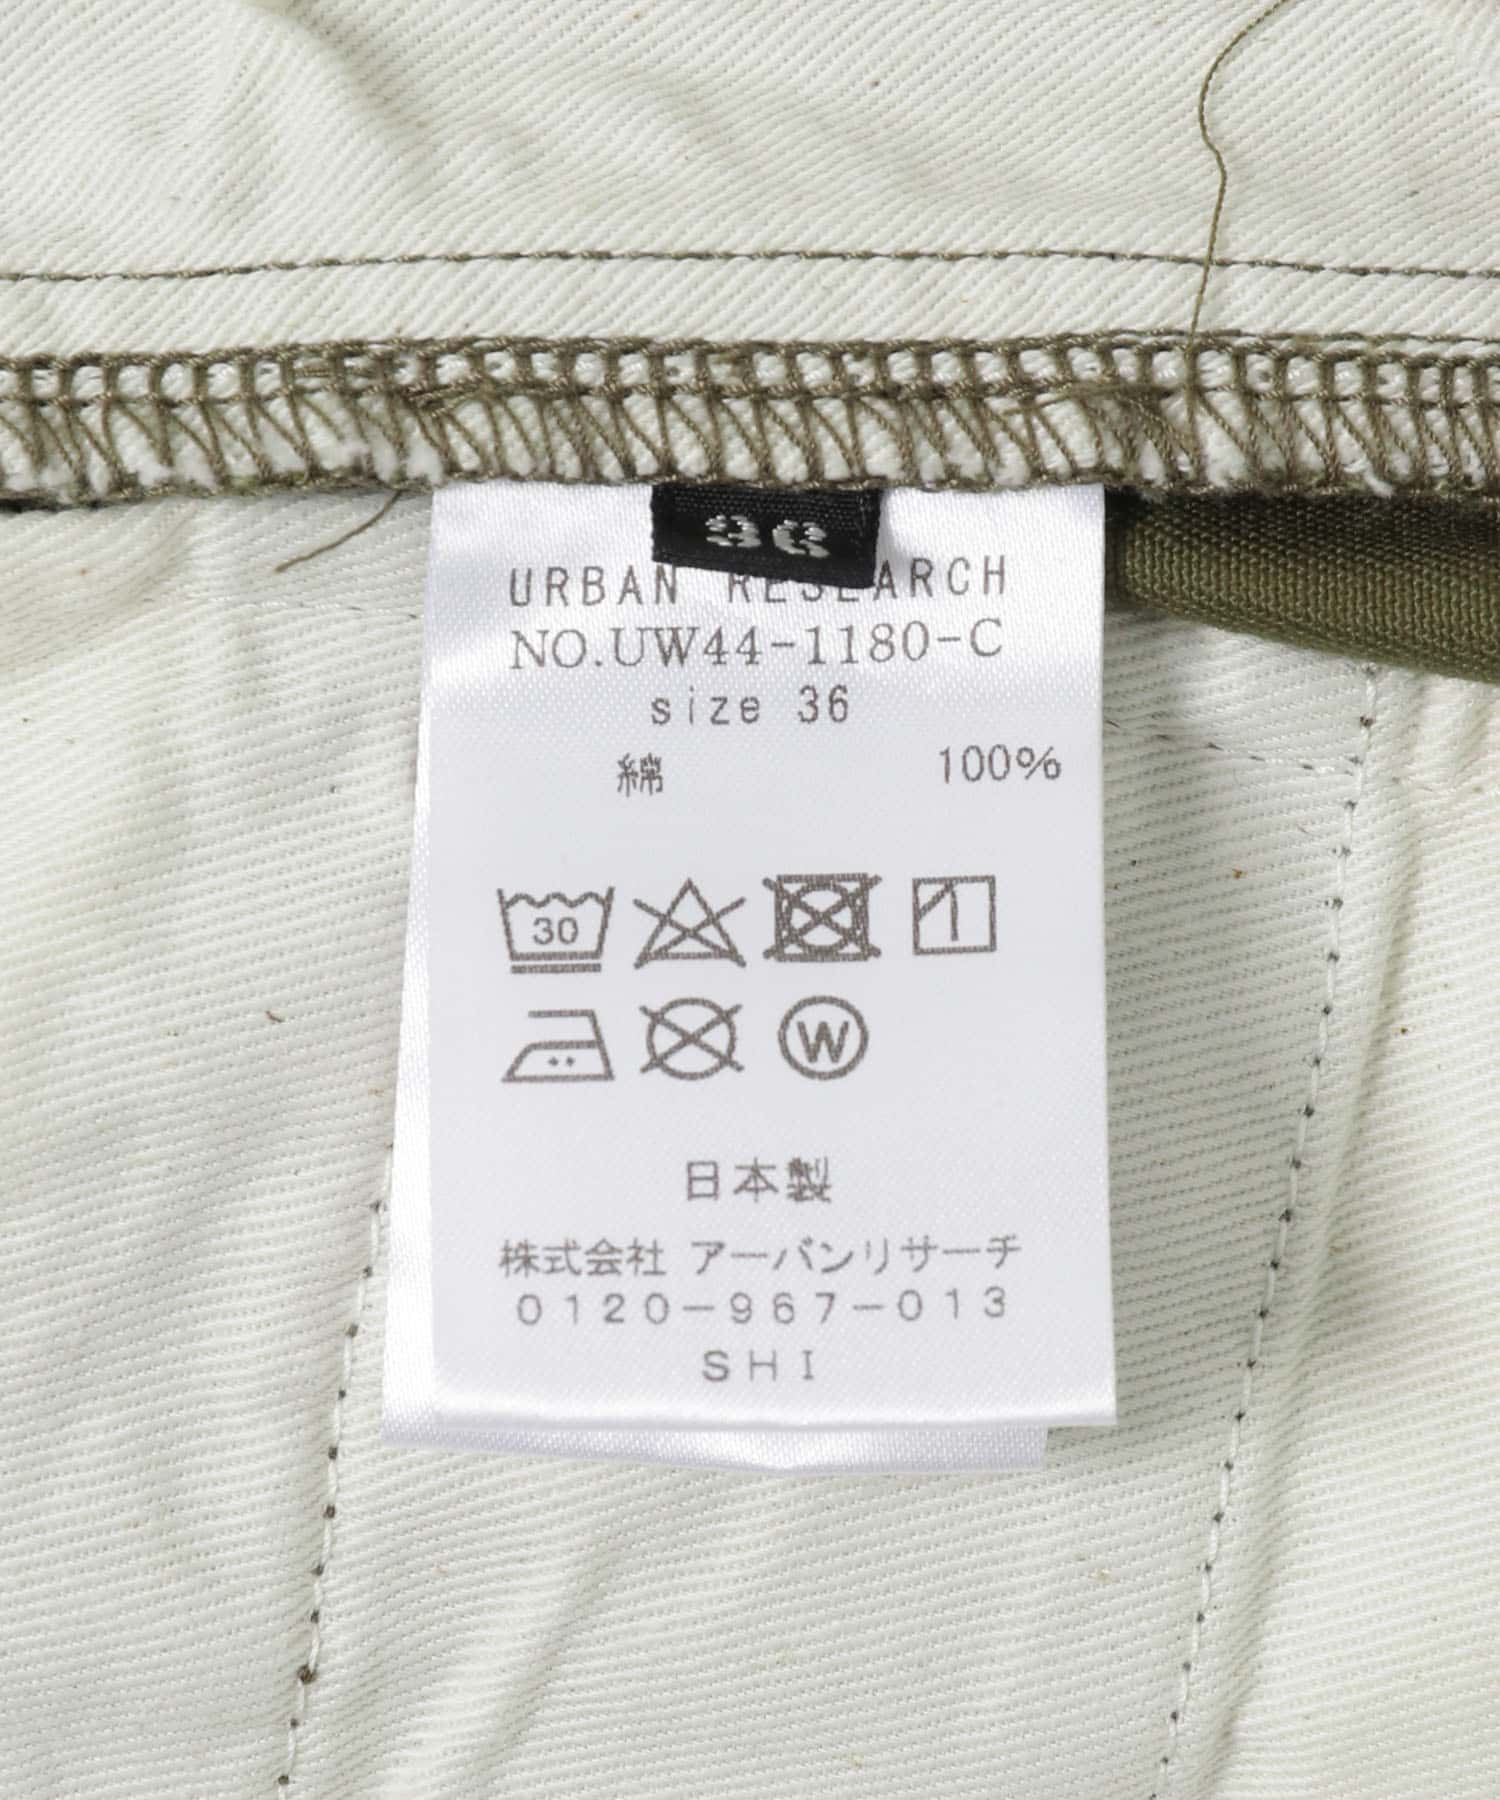 36
URBAN RESEARCH
NO.UW44-1180-C
size 36
綿 100%
30
W
日本製
株式会社 アーバンリサーチ
0120-967-013
SHI